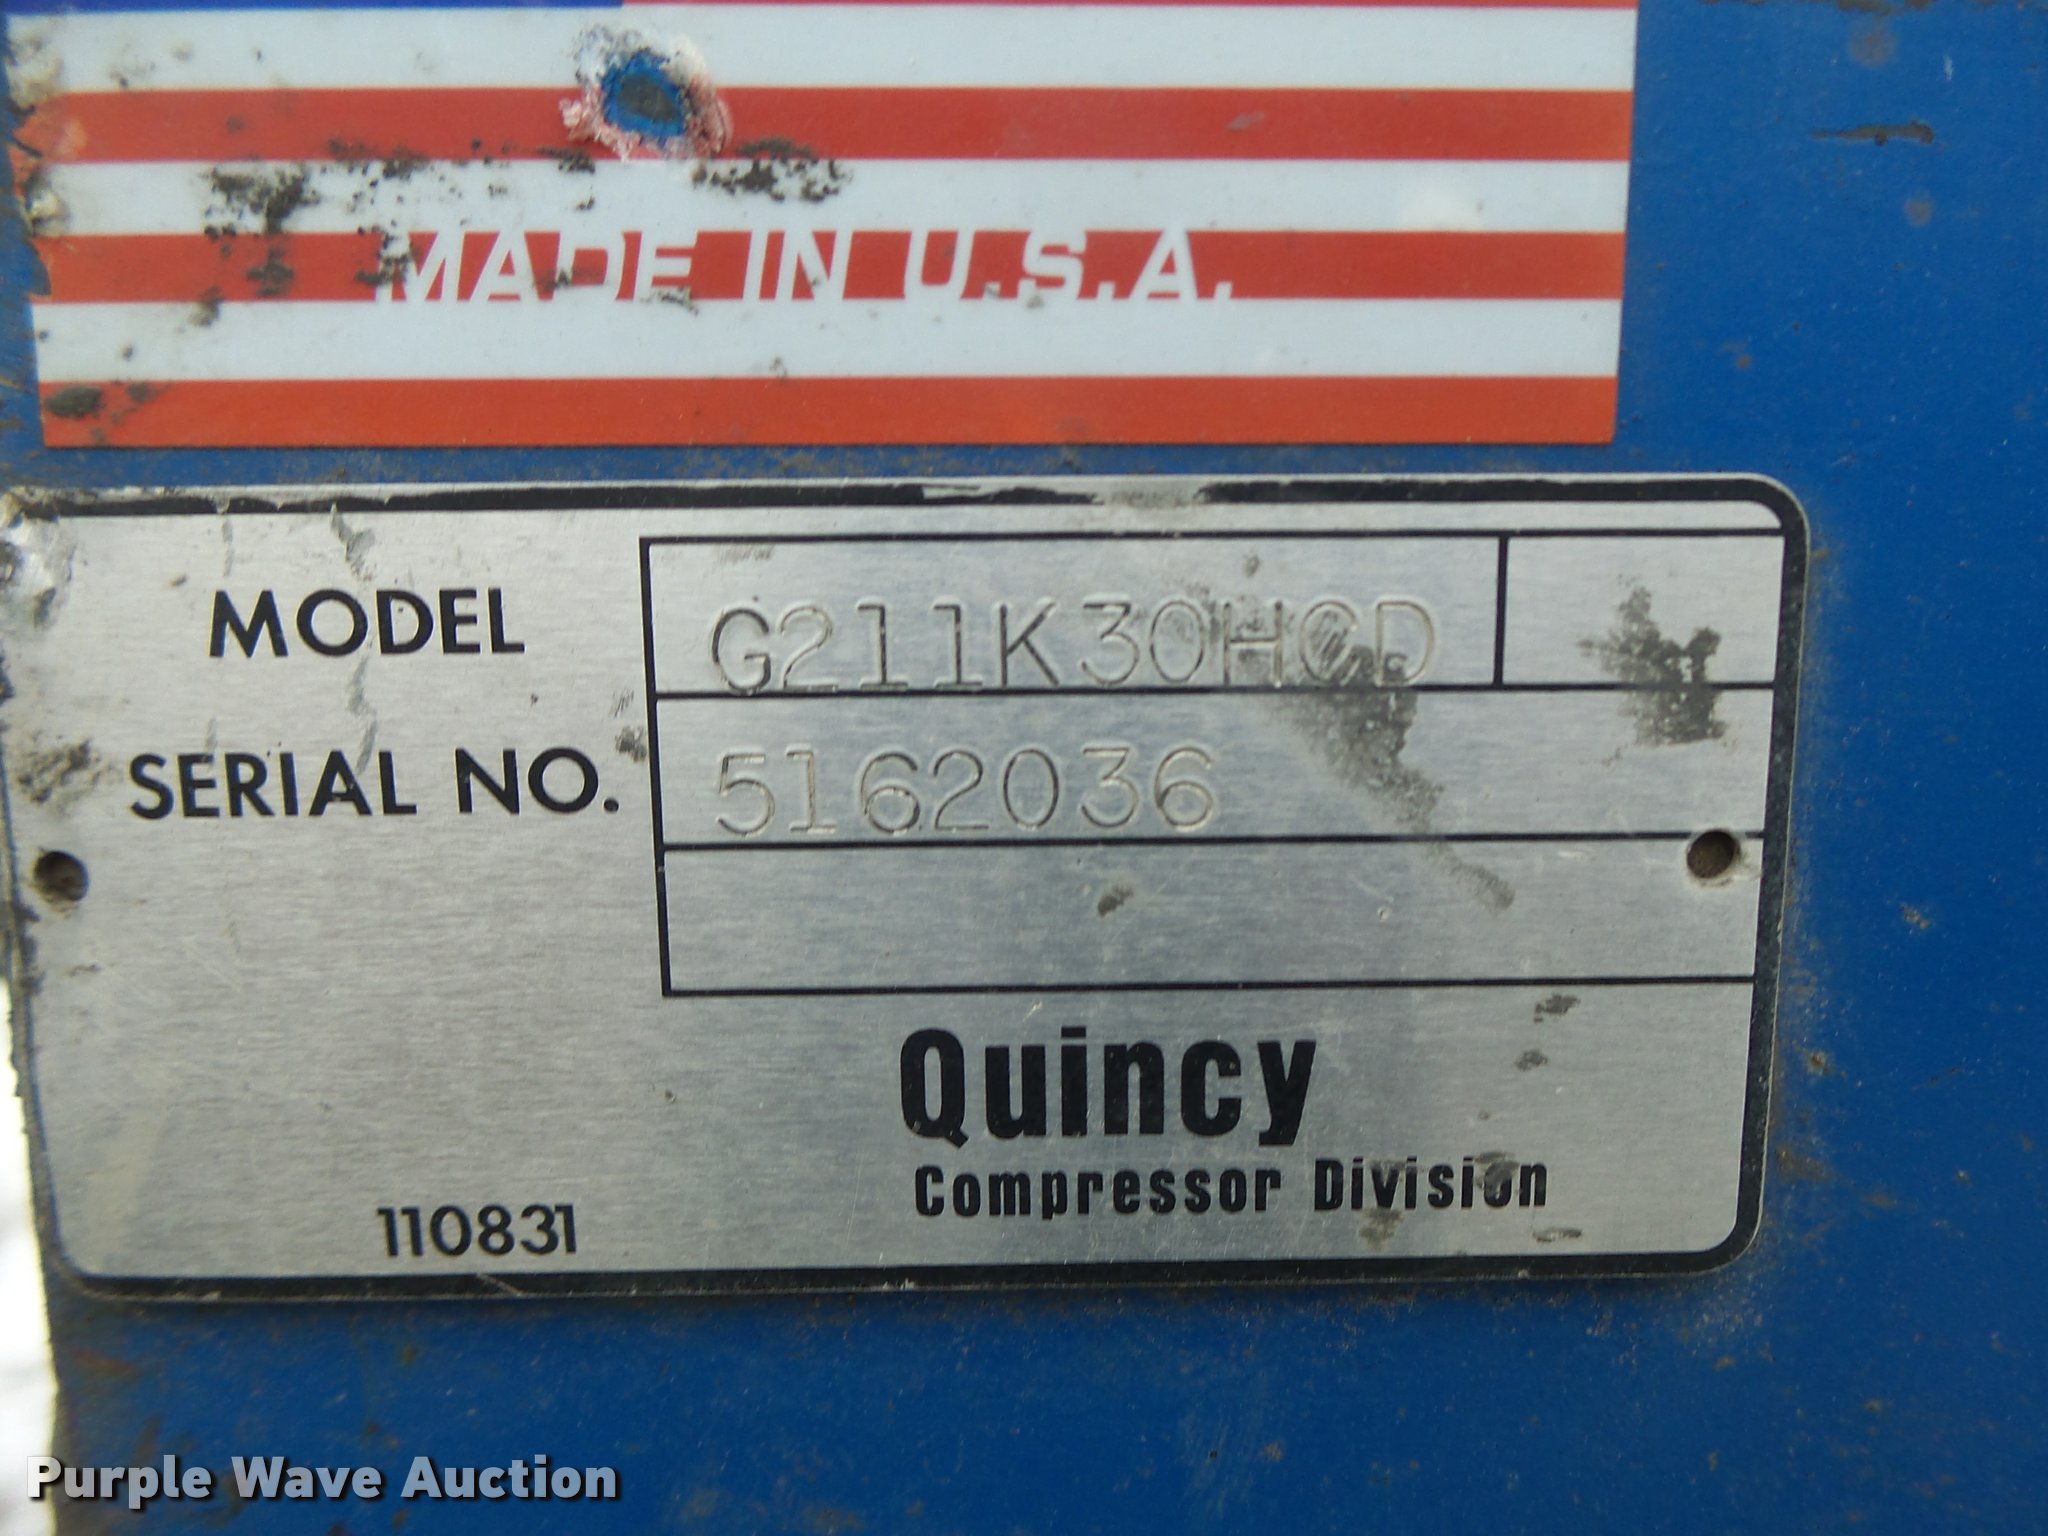 MADE IN U.S.A.
MODEL G211K30HCD
SERIAL NO. 5162036
Quincy
Compressor Division
110831
Purple Wave Auction